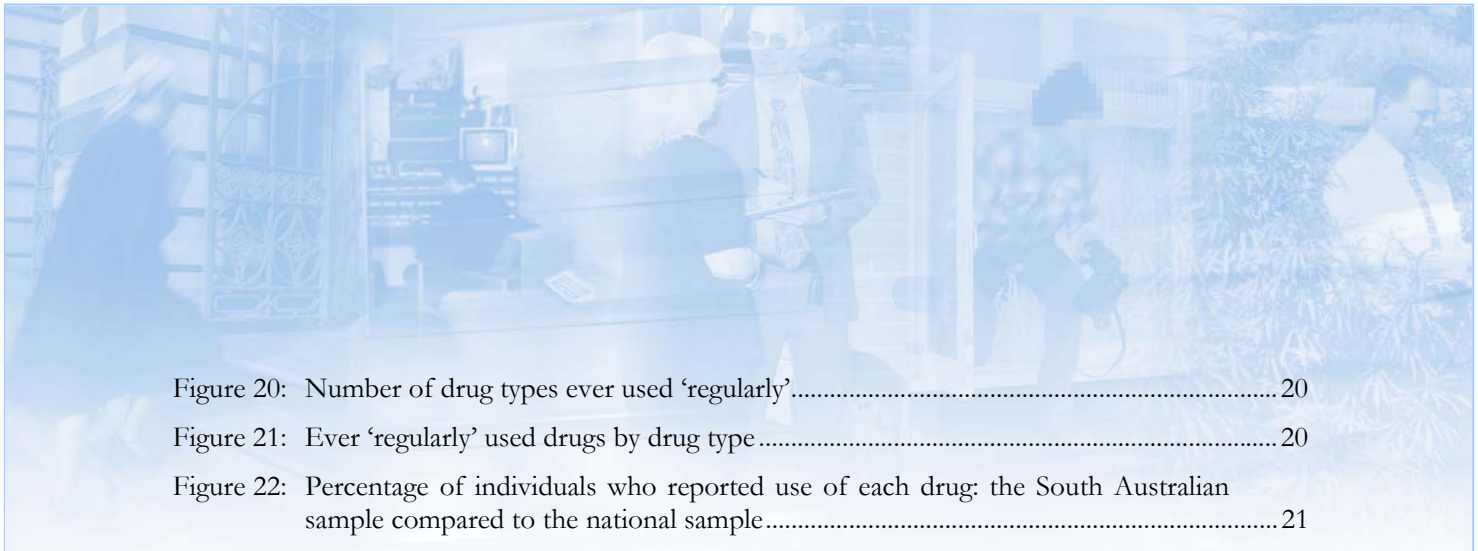 Figure 20: Number of drug types ever used ‘regularly’.............................................................................................20
Figure 21: Ever ‘regularly’ used drugs by drug type...................................................................................................20
Figure 22: Percentage of individuals who reported use of each drug: the South Australian
sample compared to the national sample..................................................................................................21